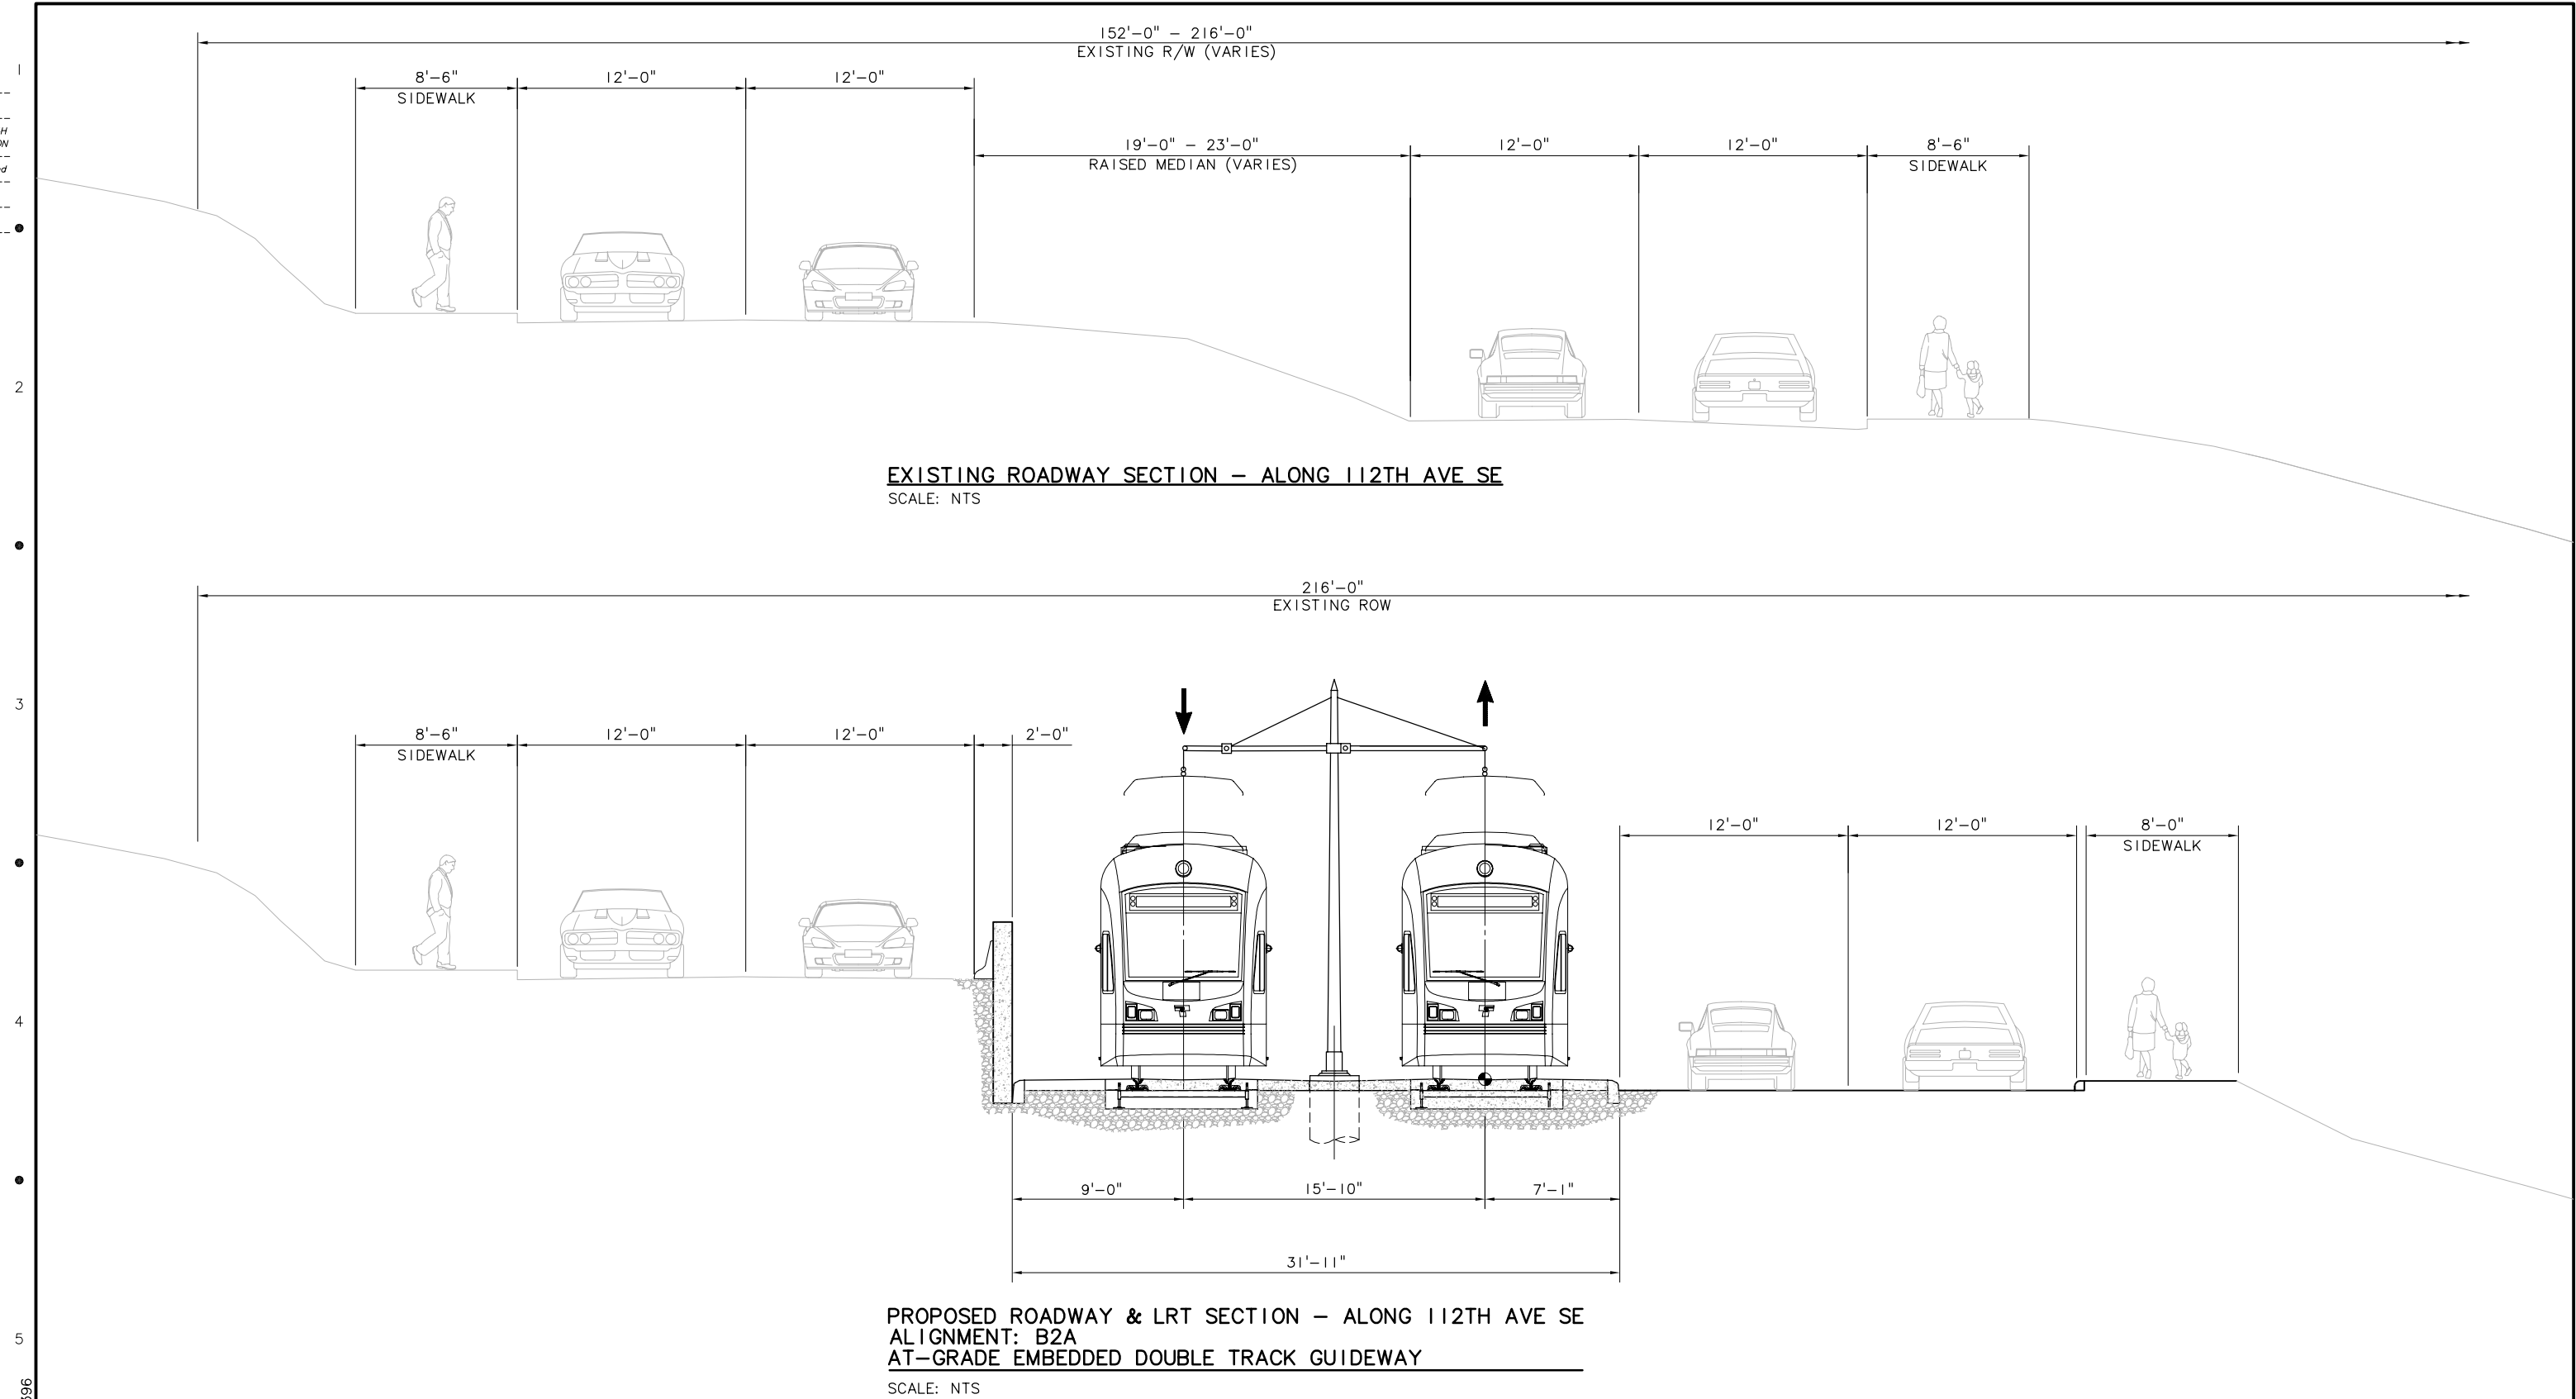 152'-0" - 216'-0"
EXISTING R/W (VARIES)
1
8'-6"
12'-0"
12'-0"
SIDEWALK
H
ON
19'-0" - 23'-0"
12'-0"
12'-0"
8'-6"
RAISED MEDIAN (VARIES)
SIDEWALK
2
EXISTING ROADWAY SECTION - ALONG 112TH AVE SE
SCALE: NTS
216'-0"
EXISTING ROW
3
8'-6"
12'-0"
12'-0"
2'-0"
SIDEWALK
12'-0"
12'-0"
8'-0"
SIDEWALK
4
9'-0"
15'-10"
7'-1"
31'-11"
PROPOSED ROADWAY & LRT SECTION - ALONG 112TH AVE SE
ALIGNMENT: B2A
5
AT-GRADE EMBEDDED DOUBLE TRACK GUIDEWAY
SCALE: NTS